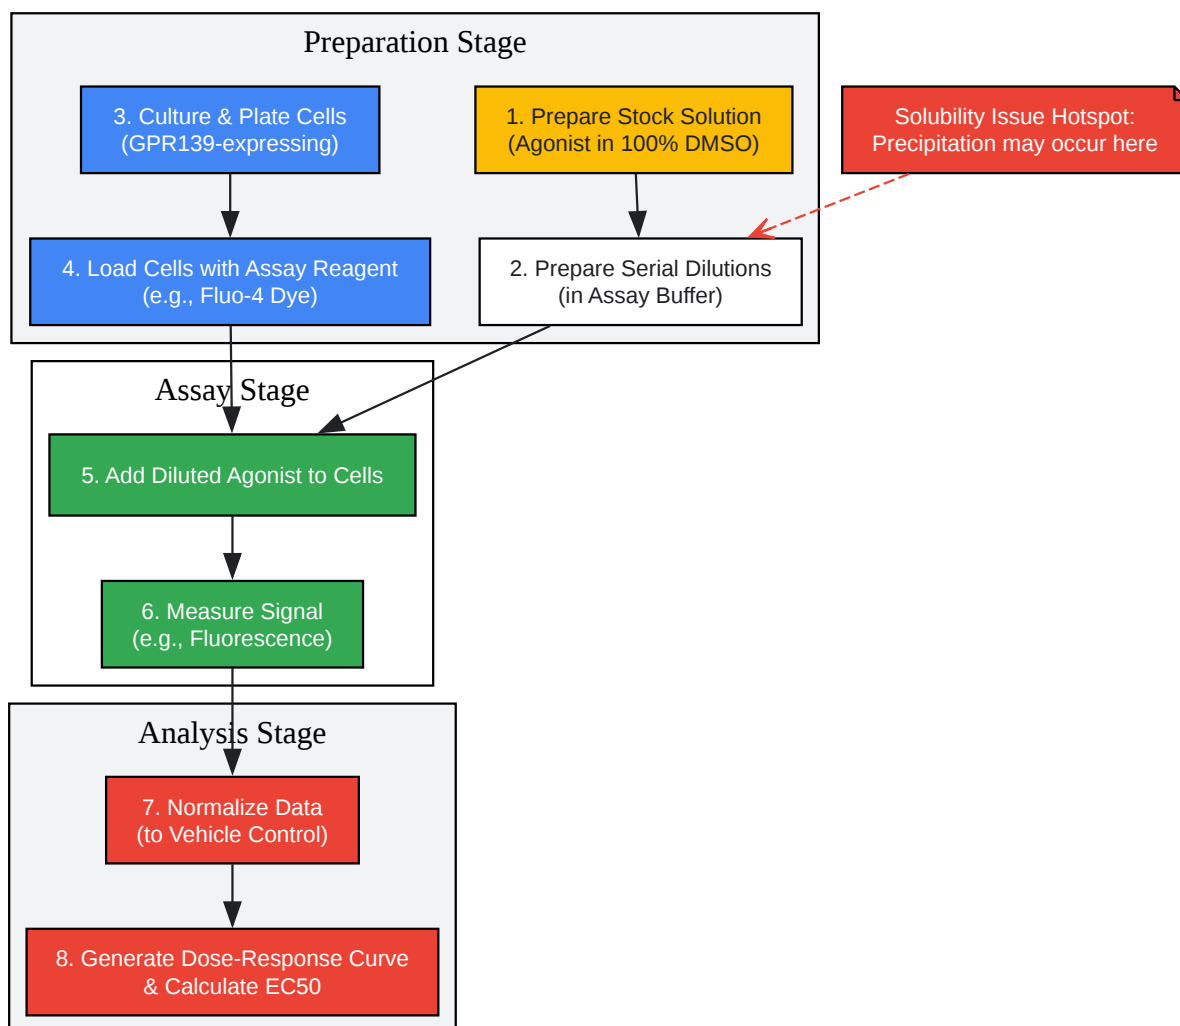 Preparation Stage
3. Culture & Plate Cells
(GPR139-expressing)
1. Prepare Stock Solution
(Agonist in 100% DMSO)
Solubility Issue Hotspot:
Precipitation may occur here
4. Load Cells with Assay Reagent
(e.g., Fluo-4 Dye)
2. Prepare Serial Dilutions
(in Assay Buffer)
Assay Stage
5. Add Diluted Agonist to Cells
6. Measure Signal
(e.g., Fluorescence)
Analysis Stage
7. Normalize Data
(to Vehicle Control)
8. Generate Dose-Response Curve
& Calculate EC50